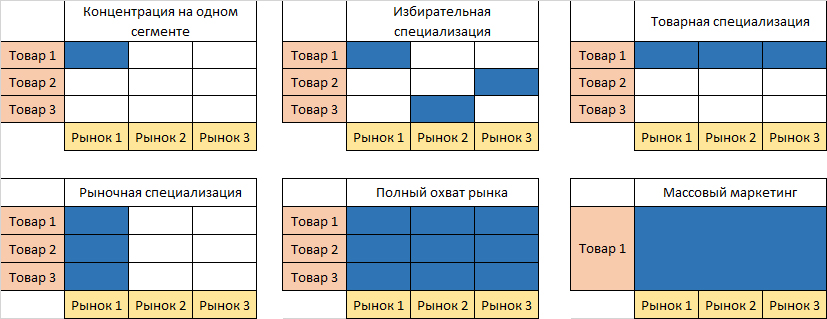 Концентрация на одном
сегменте
Товар 1
Товар 2
Товар 3
Рынок 1 Рынок 2 Рынок 3
Избирательная
специализация
Товар 1
Товар 2
Товар 3
Рынок 1 Рынок 2 Рынок 3
Товарная специализация
Товар 1
Товар 2
Товар 3
Рынок 1 Рынок 2 Рынок 3
Рыночная специализация
Товар 1
Товар 2
Товар 3
Рынок 1 Рынок 2 Рынок 3
Полный охват рынка
Товар 1
Товар 2
Товар 3
Рынок 1 Рынок 2 Рынок 3
Массовый маркетинг
Товар 1
Рынок 1 Рынок 2 Рынок 3